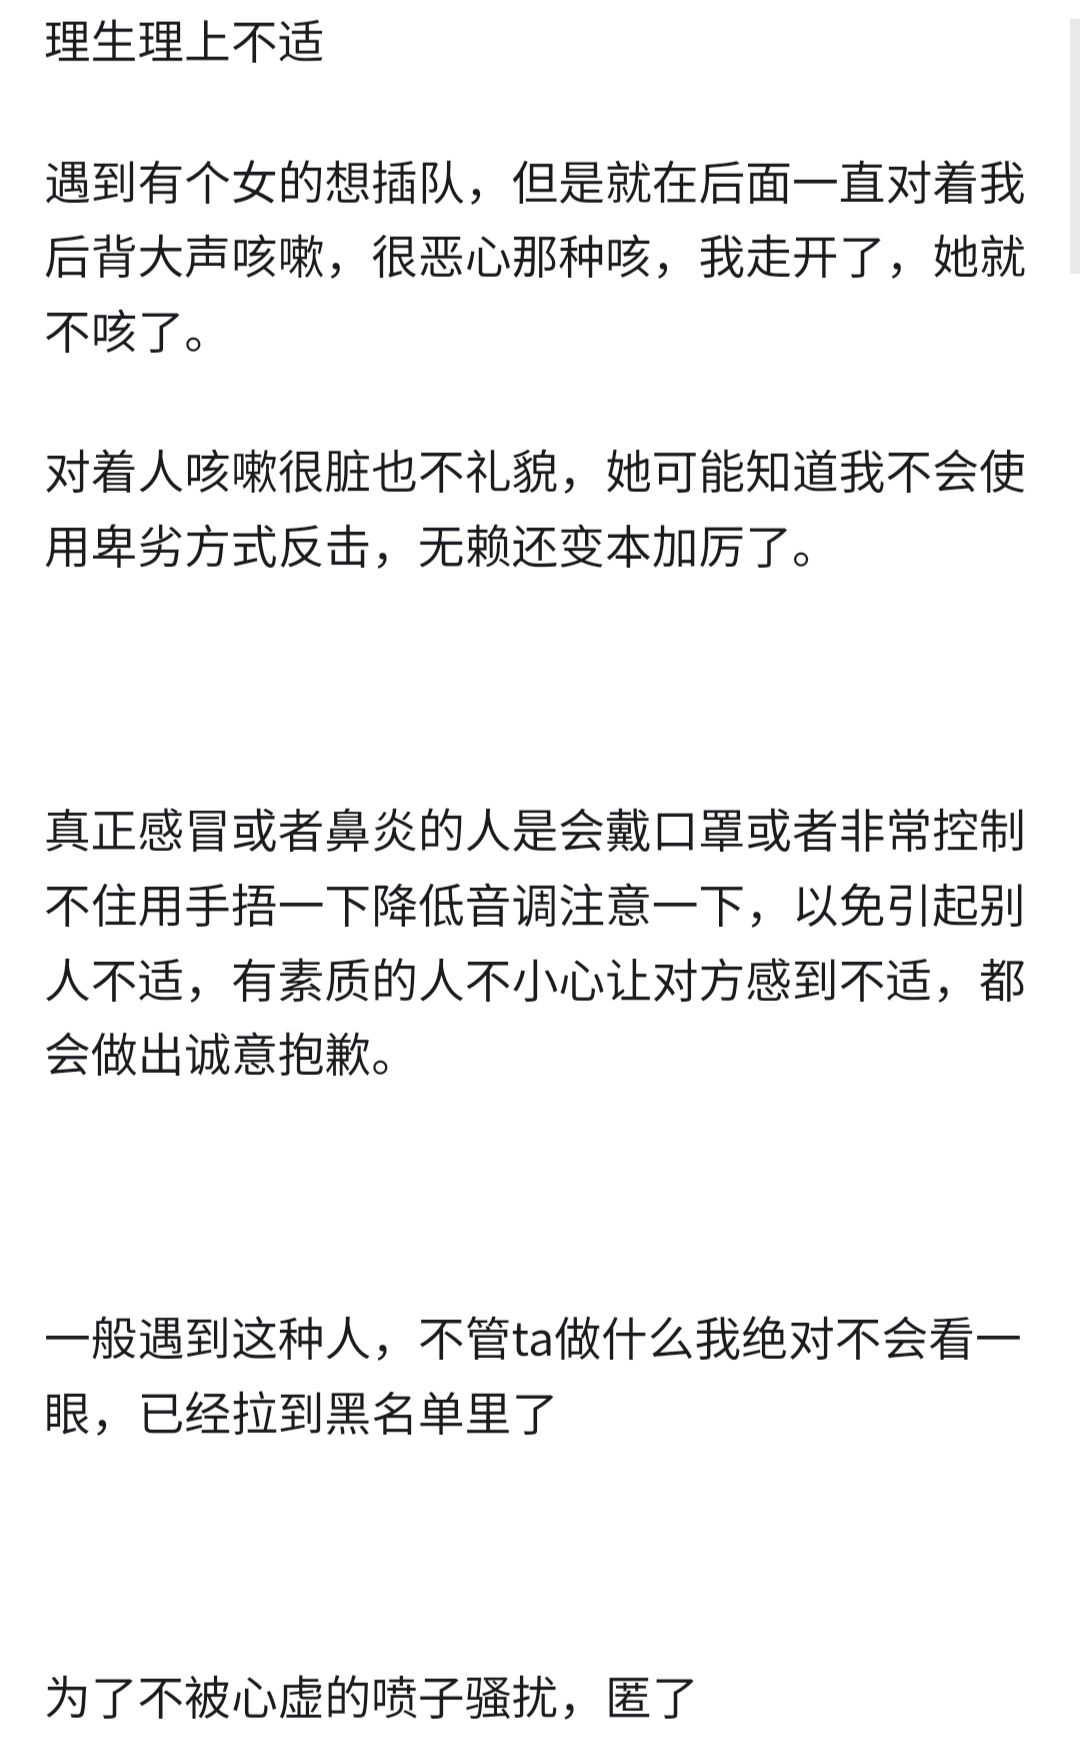 理生理上不适
遇到有个女的想插队，但是就在后面一直对着我
后背大声咳嗽，很恶心那种咳，我走开了，她就
不咳了。
对着人咳嗽很脏也不礼貌，她可能知道我不会使
用卑劣方式反击，无赖还变本加厉了。
真正感冒或者鼻炎的人是会戴口罩或者非常控制
不住用手捂一下降低音调注意一下，以免引起别
人不适，有素质的人不小心让对方感到不适，都
会做出诚意抱歉。
一般遇到这种人，不管ta做什么我绝对不会看一
眼，已经拉到黑名单里了
为了不被心虚的喷子骚扰，匿了